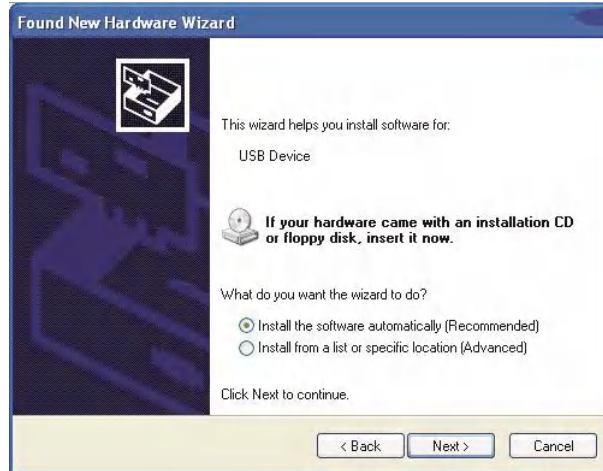 Found New Hardware Wizard
This wizard helps you install software for:
USB Device
If your hardware came with an installation CD
or floppy disk, insert it now.
What do you want the wizard to do?
Install the software automatically (Recommended)
Install from a list or specific location (Advanced)
Click Next to continue.
< Back Next > Cancel